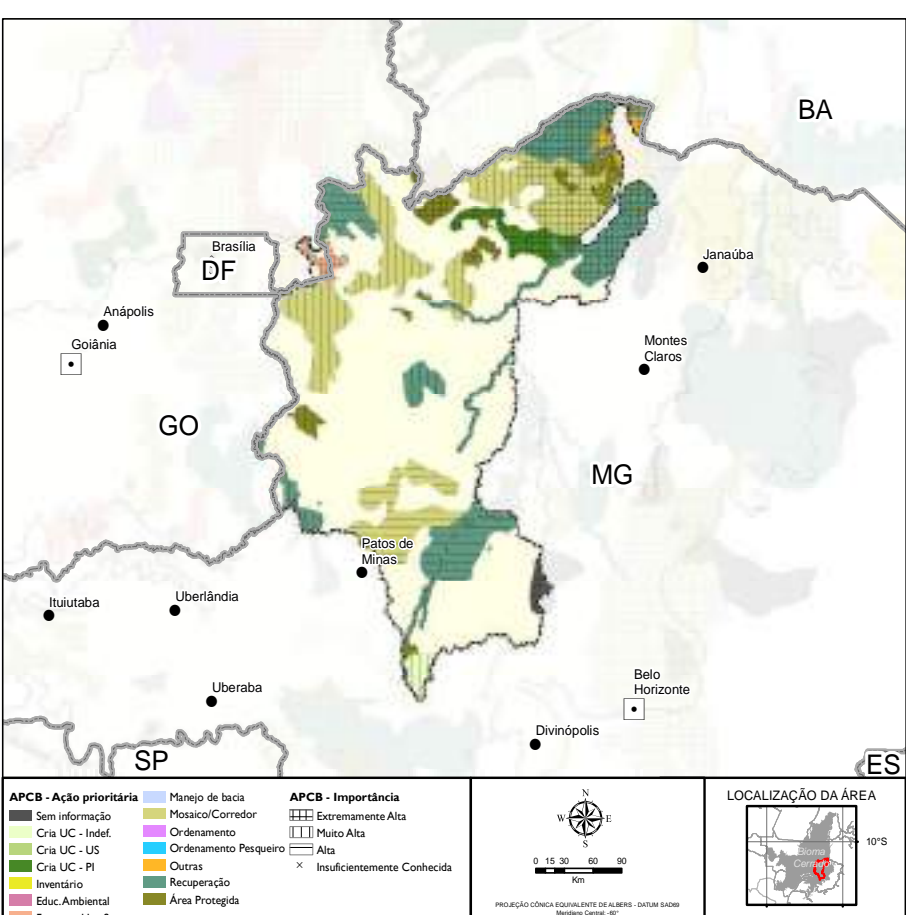 BA
Brasília
DF
Janaúba
Anápolis
Goiânia
Montes
Claros
GO
MG
Patos de
Minas
Ituiutaba
Uberlândia
Uberaba
Belo
Horizonte
Divinópolis
SP
ES
APCB - Ação prioritária
Sem informação
Cria UC - Indef.
Cria UC - US
Cria UC - PI
Inventário
Educ.Ambiental
Manejo de bacia
Mosaico/Corredor
Ordenamento
Ordenamento Pesqueiro
Outras
Recuperação
Área Protegida
APCB - Importância
Extremamente Alta
Muito Alta
Alta
× Insuficientemente Conhecida
N
W E
S
0 15 30 60 90
Km
PROJEÇÃO CÔNICA EQUIVALENTE DE ALBERS - DATUM SAD69
Meridiano Central: -60°
LOCALIZAÇÃO DA ÁREA
10°S
Bioma
Cerrado